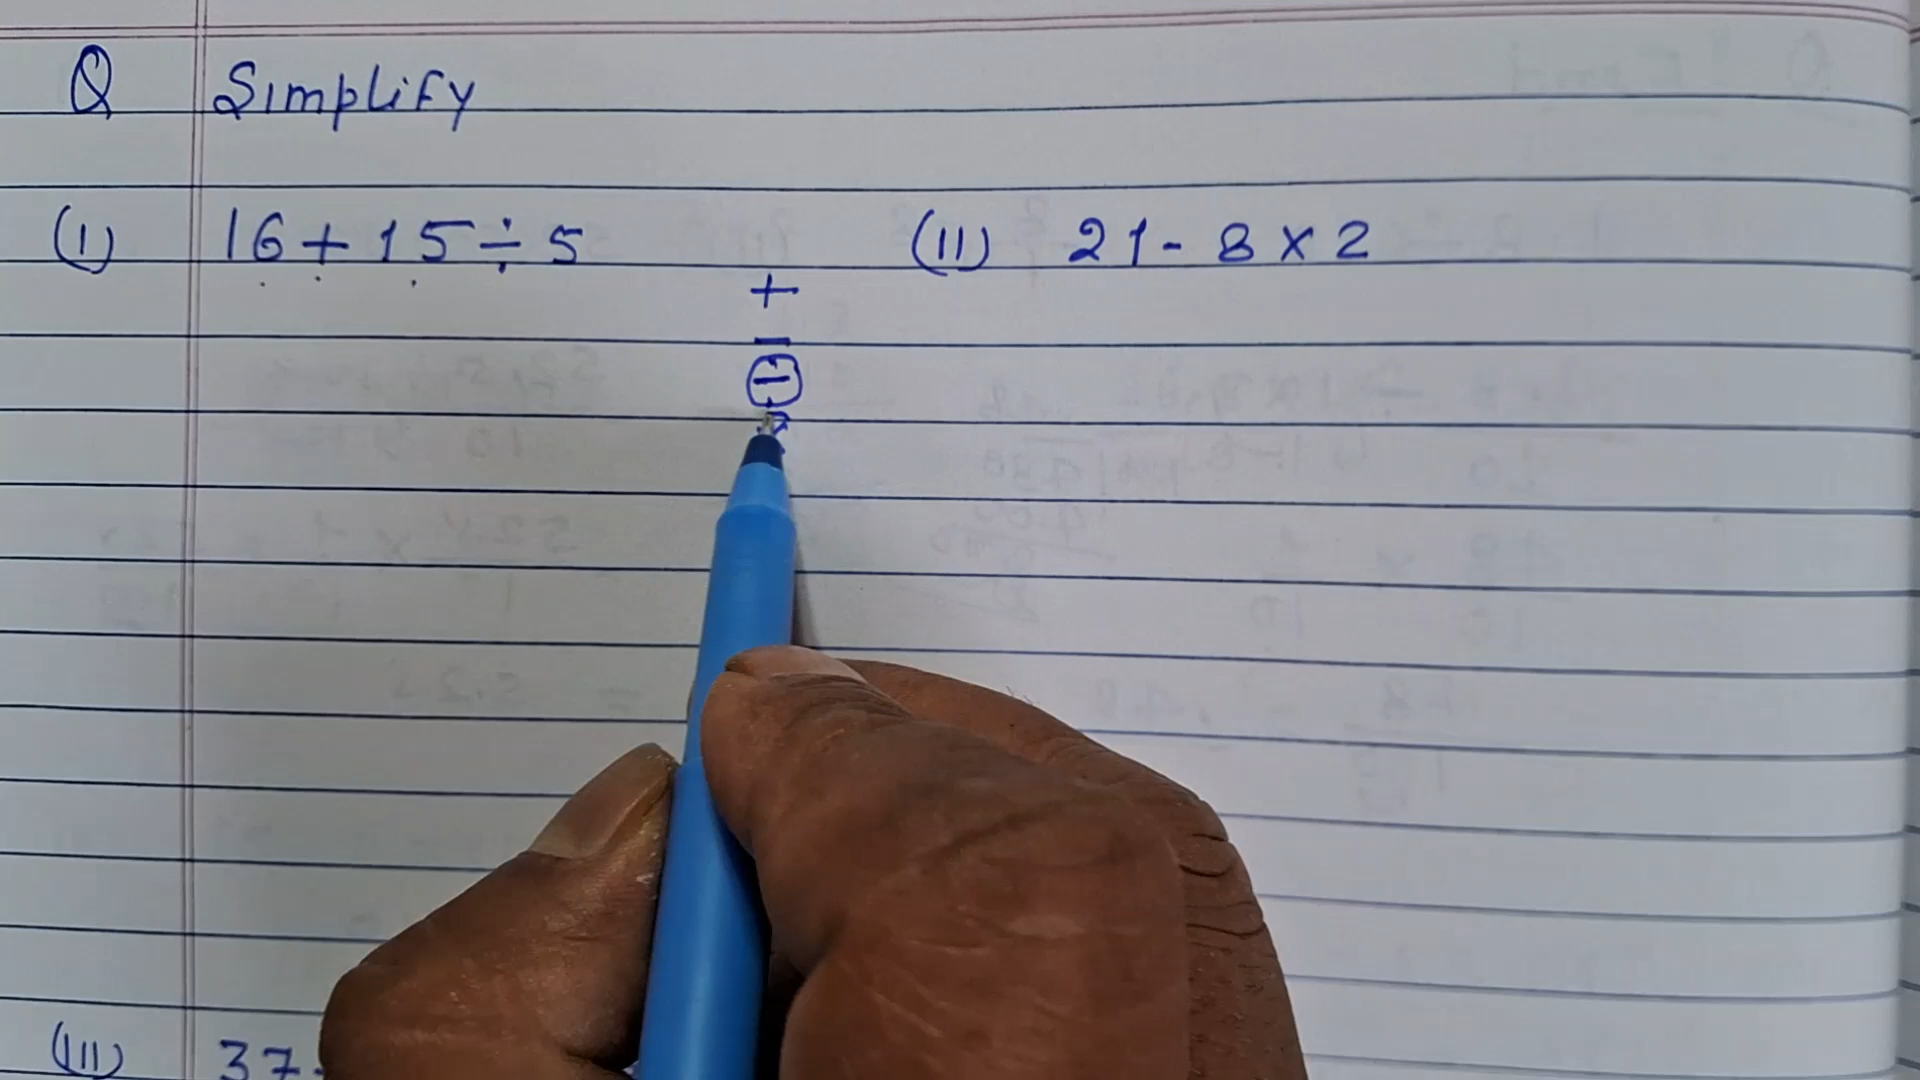 Q Simplify
(I) 16 + 15 ÷ 5
(II) 21 - 8 × 2
+
-
÷
(III) 37